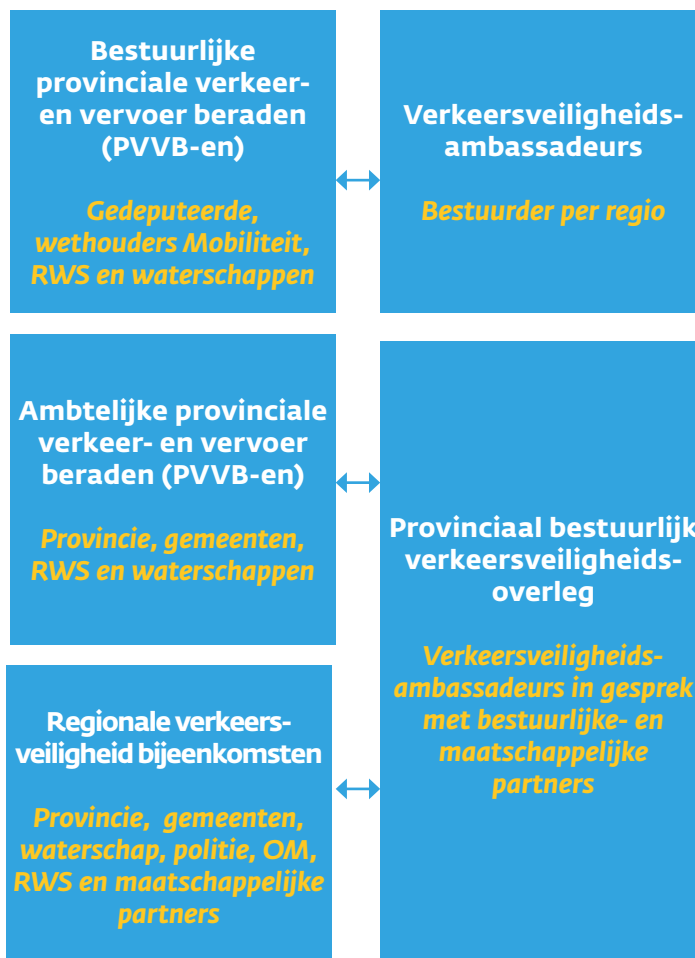 Bestuurlijke
provinciale verkeer-
en vervoer beraden
(PVVB-en)
Gedeputeerde,
wethouders Mobiliteit,
RWS en waterschappen
Verkeersveiligheids-
ambassadeurs
Bestuurder per regio
Ambtelijke provinciale
verkeer- en vervoer
beraden (PVVB-en)
Provincie, gemeenten,
RWS en waterschappen
Provinciaal bestuurlijk
verkeersveiligheids-
overleg
Verkeersveiligheids-
ambassadeurs in gesprek
met bestuurlijke- en
maatschappelijke
partners
Regionale verkeers-
veiligheid bijeenkomsten
Provincie, gemeenten,
waterschap, politie, OM,
RWS en maatschappelijke
partners